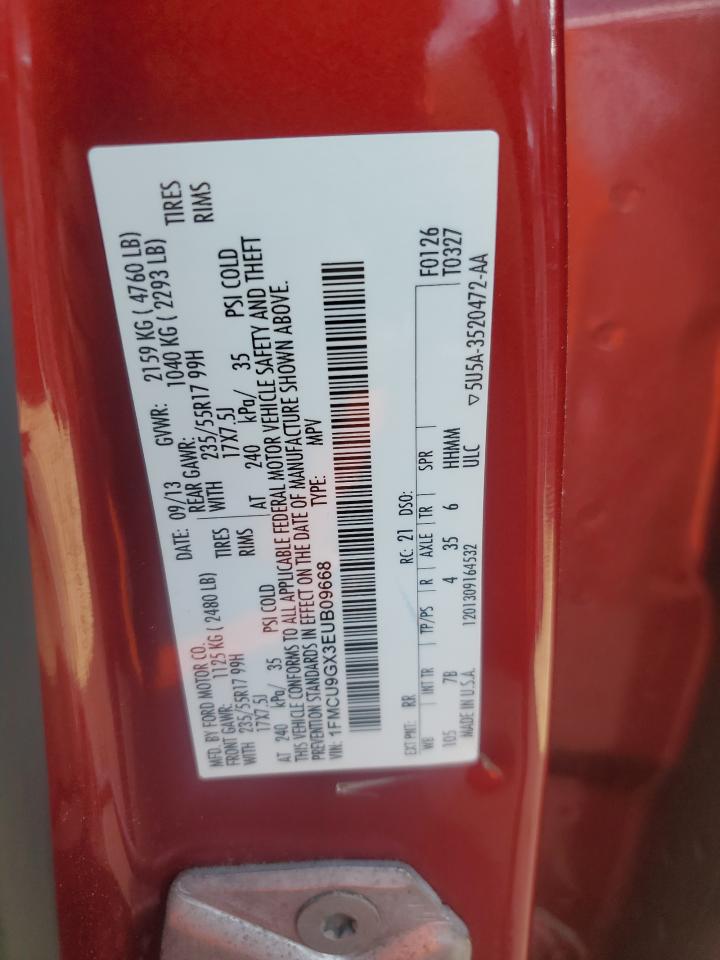 MFD. BY FORD MOTOR CO. DATE: 09/13 GVWR: 2159 KG ( 4760 LB)
FRONT GAWR: 1125 KG ( 2480 LB) REAR GAWR: 1040 KG ( 2293 LB)
WITH 235/55R17 99H TIRES WITH 235/55R17 99H TIRES
17X7.5J RIMS 17X7.5J RIMS
AT 240 kPa/ 35 PSI COLD AT 240 kPa/ 35 PSI COLD
THIS VEHICLE CONFORMS TO ALL APPLICABLE FEDERAL MOTOR VEHICLE SAFETY AND THEFT
PREVENTION STANDARDS IN EFFECT ON THE DATE OF MANUFACTURE SHOWN ABOVE.
VIN: 1FMCU9GX3EUB09668 TYPE: MPV
EXT PNT: RR RC: 21 DSO: F0126
WB INT TR TP/PS R AXLE TR SPR T0327
105 7B 4 35 6 HHMM ▽5U5A-3520472-AA
MADE IN U.S.A. 1201309164532 ULC